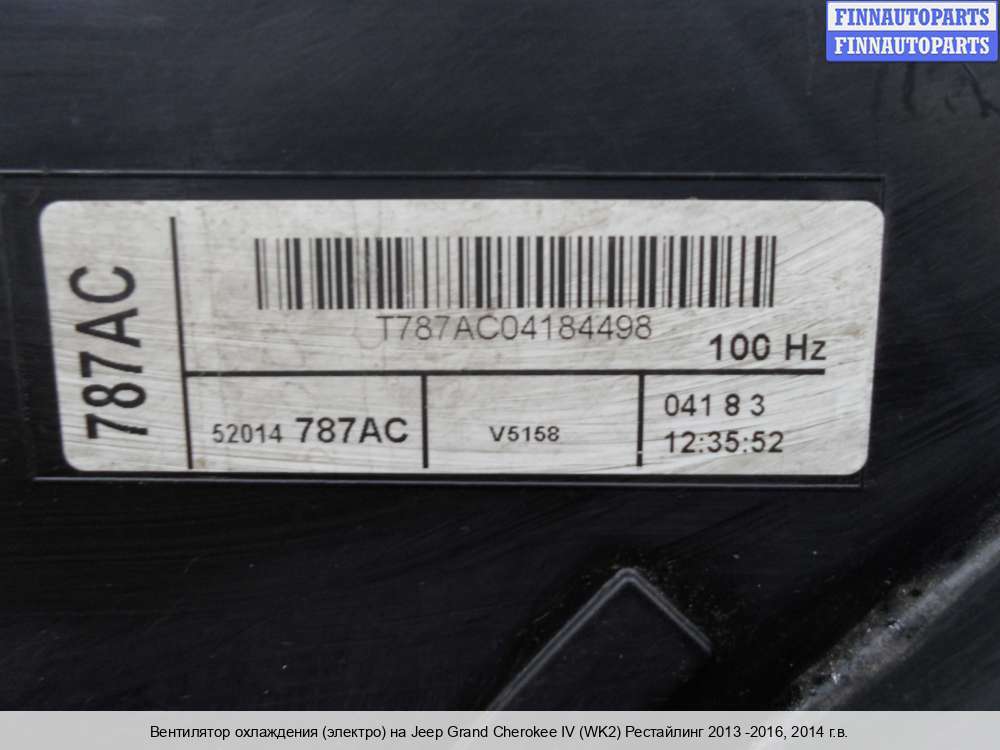 FINNAUTOPARTS
FINNAUTOPARTS
787AC
T787AC04184498
100 Hz
52014 787AC
V5158
041 8 3
12:35:52
Вентилятор охлаждения (электро) на Jeep Grand Cherokee IV (WK2) Рестайлинг 2013 -2016, 2014 г.в.